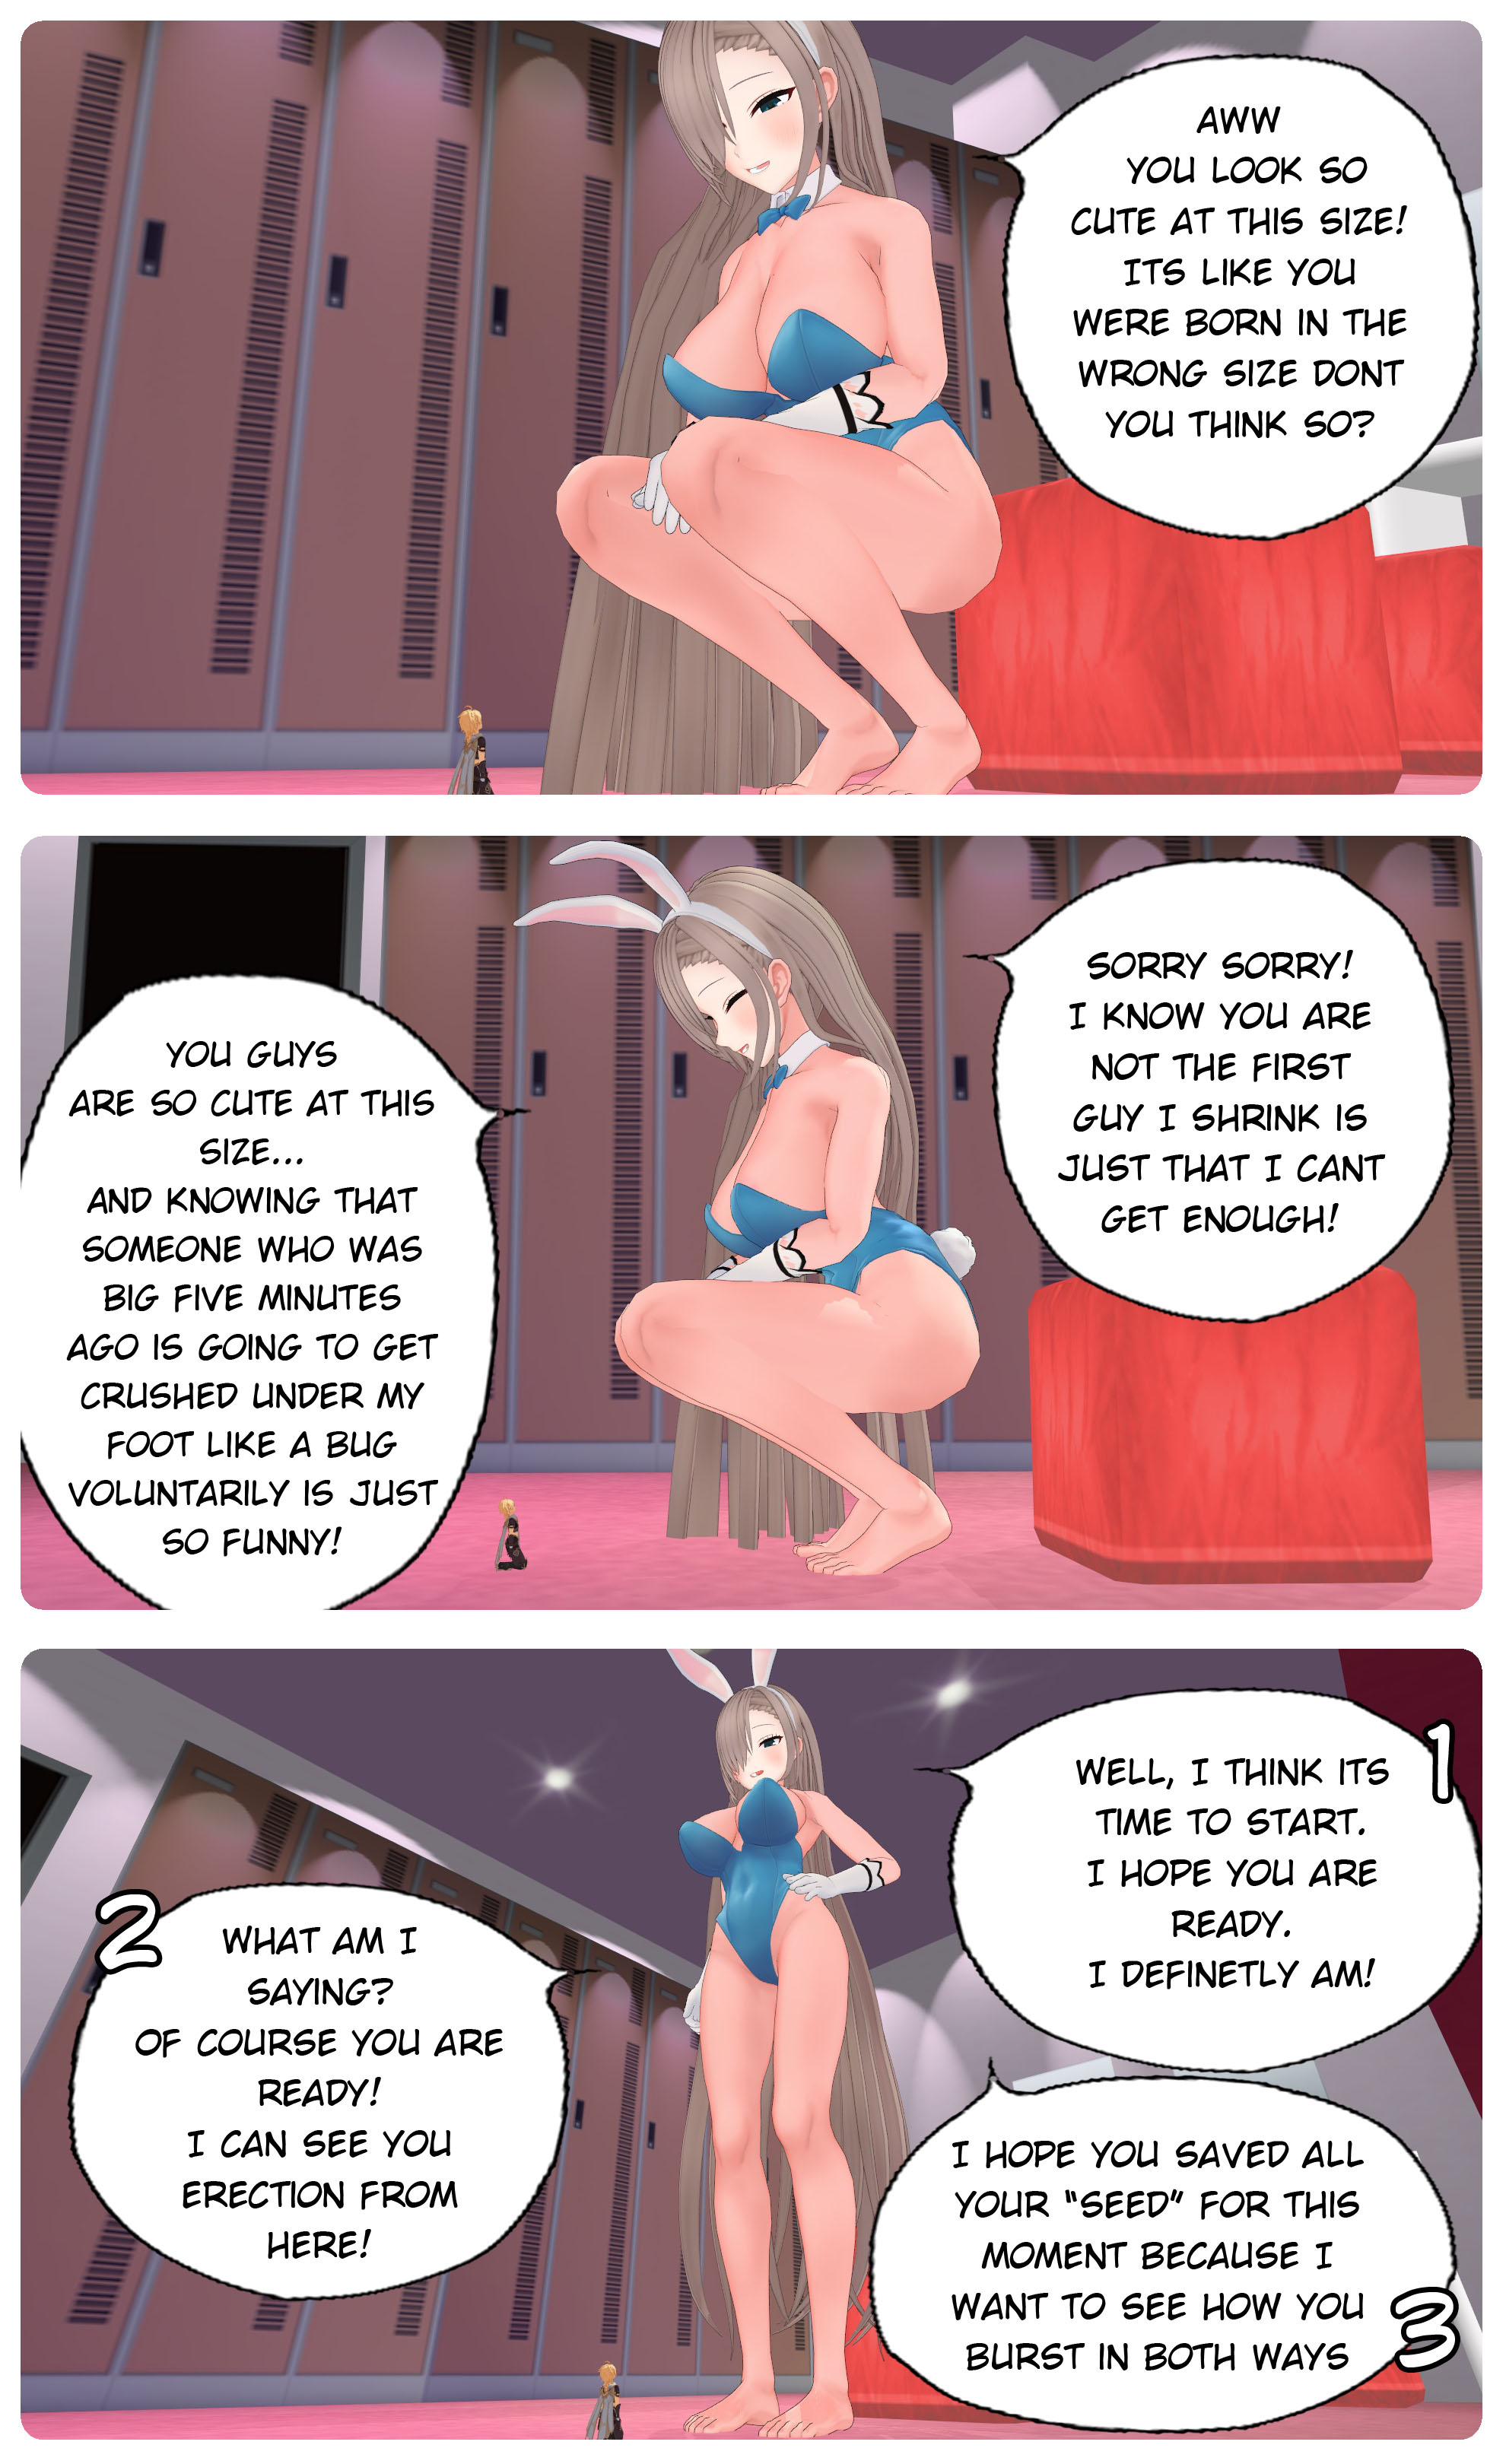 AWW
YOU LOOK SO
CUTE AT THIS SIZE!
ITS LIKE YOU
WERE BORN IN THE
WRONG SIZE DONT
YOU THINK SO?
SORRY SORRY!
I KNOW YOU ARE
NOT THE FIRST
GUY I SHRINK IS
JUST THAT I CANT
GET ENOUGH!
YOU GUYS
ARE SO CUTE AT THIS
SIZE...
AND KNOWING THAT
SOMEONE WHO WAS
BIG FIVE MINUTES
AGO IS GOING TO GET
CRUSHED UNDER MY
FOOT LIKE A BUG
VOLUNTARILY IS JUST
SO FUNNY!
1
WELL, I THINK ITS
TIME TO START.
I HOPE YOU ARE
READY.
I DEFINETLY AM!
2
WHAT AM I
SAYING?
OF COURSE YOU ARE
READY!
I CAN SEE YOU
ERECTION FROM
HERE!
I HOPE YOU SAVED ALL
YOUR "SEED" FOR THIS
MOMENT BECAUSE I
WANT TO SEE HOW YOU
BURST IN BOTH WAYS
3